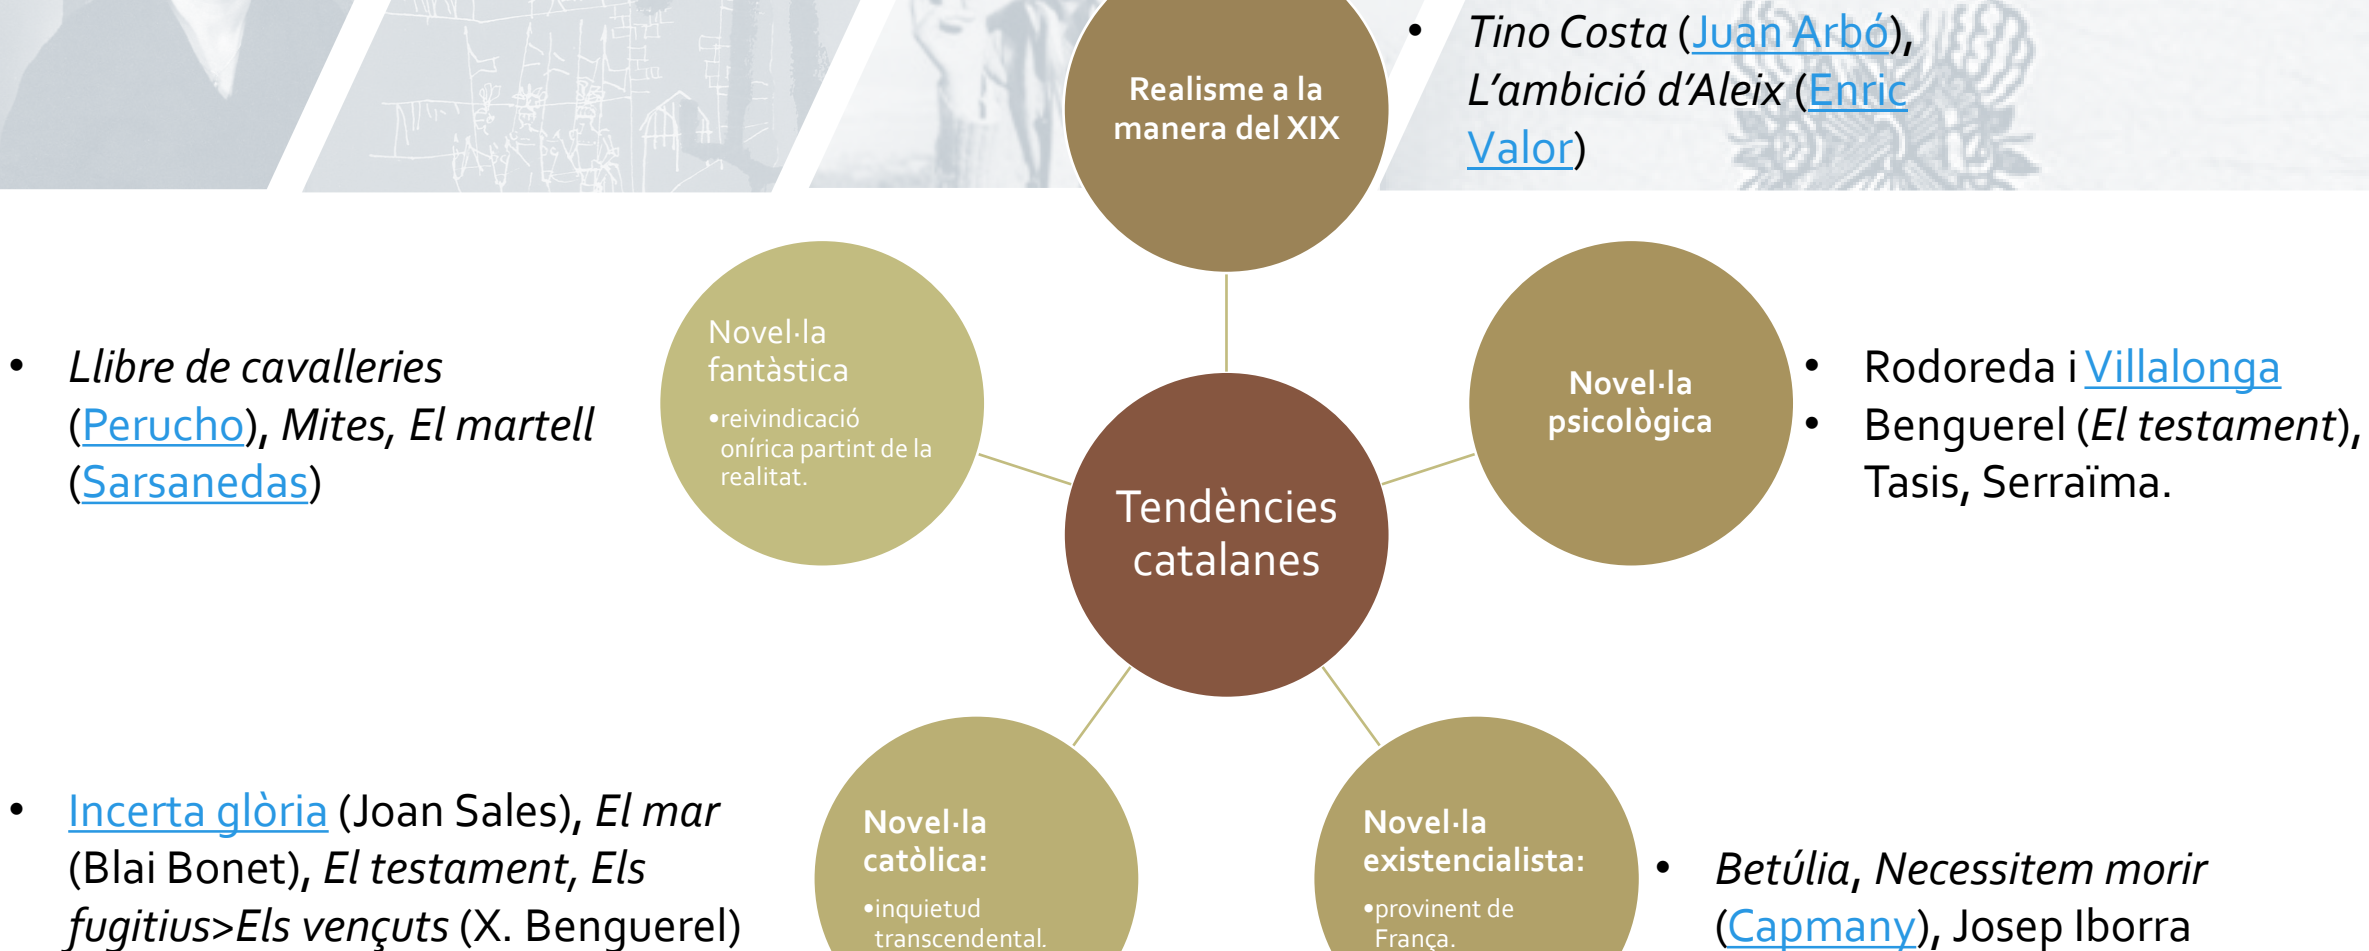 Realisme a la
manera del XIX
• Tino Costa (Juan Arbó),
L'ambició d'Aleix (Enric
Valor)
Novel·la
fantàstica
•reivindicació
onírica partint de la
realitat.
• Llibre de cavalleries
(Perucho), Mites, El martell
(Sarsanedas)
Novel·la
psicològica
• Rodoreda i Villalonga
• Benguerel (El testament),
Tasis, Serraïma.
Tendències
catalanes
• Incerta glòria (Joan Sales), El mar
(Blai Bonet), El testament, Els
fugitius>Els vençuts (X. Benguerel)
Novel·la
catòlica:
•inquietud
transcendental.
Novel·la
existencialista:
•provinent de
França.
• Betúlia, Necessitem morir
(Capmany), Josep Iborra